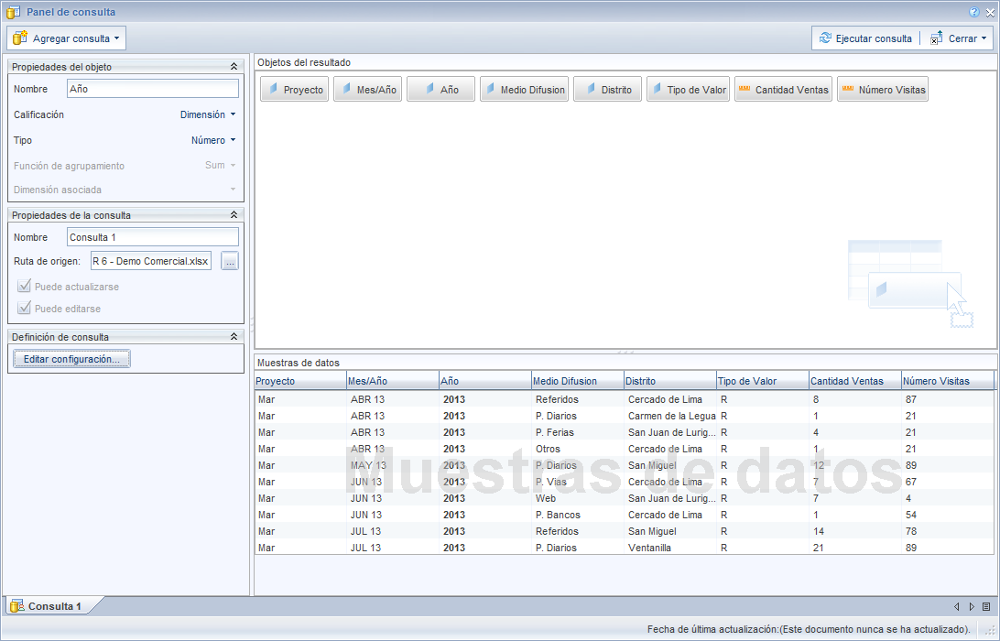 Panel de consulta
Agregar consulta
Ejecutar consulta
Cerrar
Propiedades del objeto
Nombre Año
Calificación Dimensión
Tipo Número
Función de agrupamiento Sum
Dimensión asociada
Propiedades de la consulta
Nombre Consulta 1
Ruta de origen: R 6 - Demo Comercial.xlsx ...
Puede actualizarse
Puede editarse
Definición de consulta
Editar configuración...
Objetos del resultado
Proyecto Mes/Año Año Medio Difusion Distrito Tipo de Valor Cantidad Ventas Número Visitas
Muestras de datos
Proyecto Mes/Año Año Medio Difusion Distrito Tipo de Valor Cantidad Ventas Número Visitas
Mar ABR 13 2013 Referidos Cercado de Lima R 8 87
Mar ABR 13 2013 P. Diarios Carmen de la Legua R 1 21
Mar ABR 13 2013 P. Ferias San Juan de Lurig... R 4 21
Mar ABR 13 2013 Otros Cercado de Lima R 1 21
Mar MAY 13 2013 P. Diarios San Miguel R 12 89
Mar JUN 13 2013 P. Vias Cercado de Lima R 7 67
Mar JUN 13 2013 Web San Juan de Lurig... R 7 4
Mar JUN 13 2013 P. Bancos Cercado de Lima R 1 54
Mar JUL 13 2013 Referidos San Miguel R 14 78
Mar JUL 13 2013 P. Diarios Ventanilla R 21 89
Muestras de datos
Consulta 1
Fecha de última actualización:(Este documento nunca se ha actualizado).